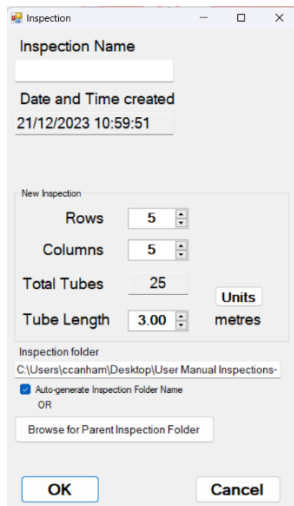 Inspection
Inspection Name
Date and Time created
21/12/2023 10:59:51
New Inspection
Rows 5
Columns 5
Total Tubes 25
Units
Tube Length 3.00 metres
Inspection folder
C:\Users\ccanham\Desktop\User Manual Inspections-
Auto-generate Inspection Folder Name
OR
Browse for Parent Inspection Folder
OK Cancel